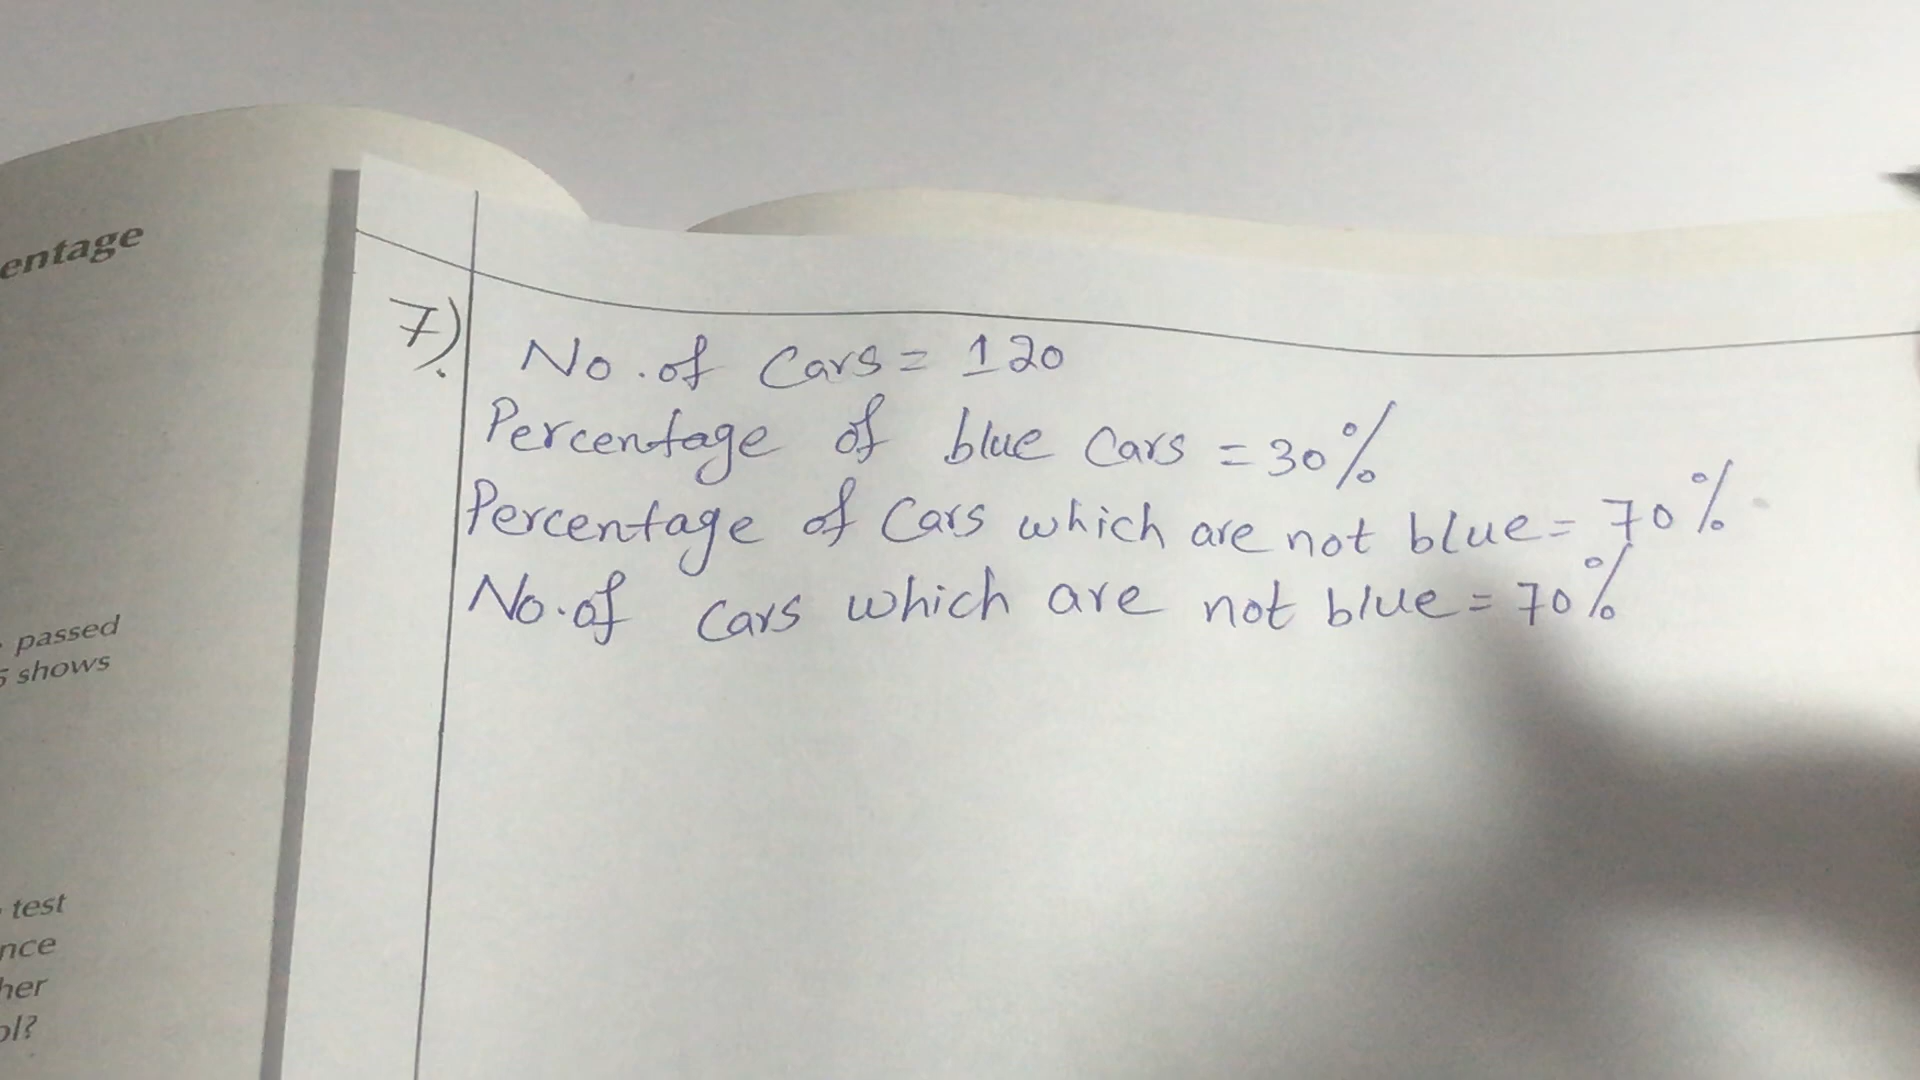 entage
passed
shows
test
nce
her
ol?
7).
No. of Cars = 120
Percentage of blue Cars = 30%
Percentage of Cars which are not blue = 70%
No. of Cars which are not blue = 70%